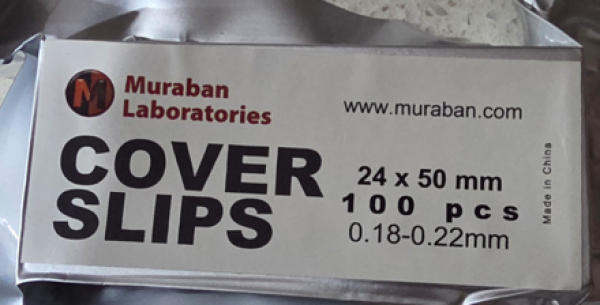 M
Muraban
Laboratories
www.muraban.com
COVER
SLIPS
24 x 50 mm
100 pcs
0.18-0.22mm
Made in China